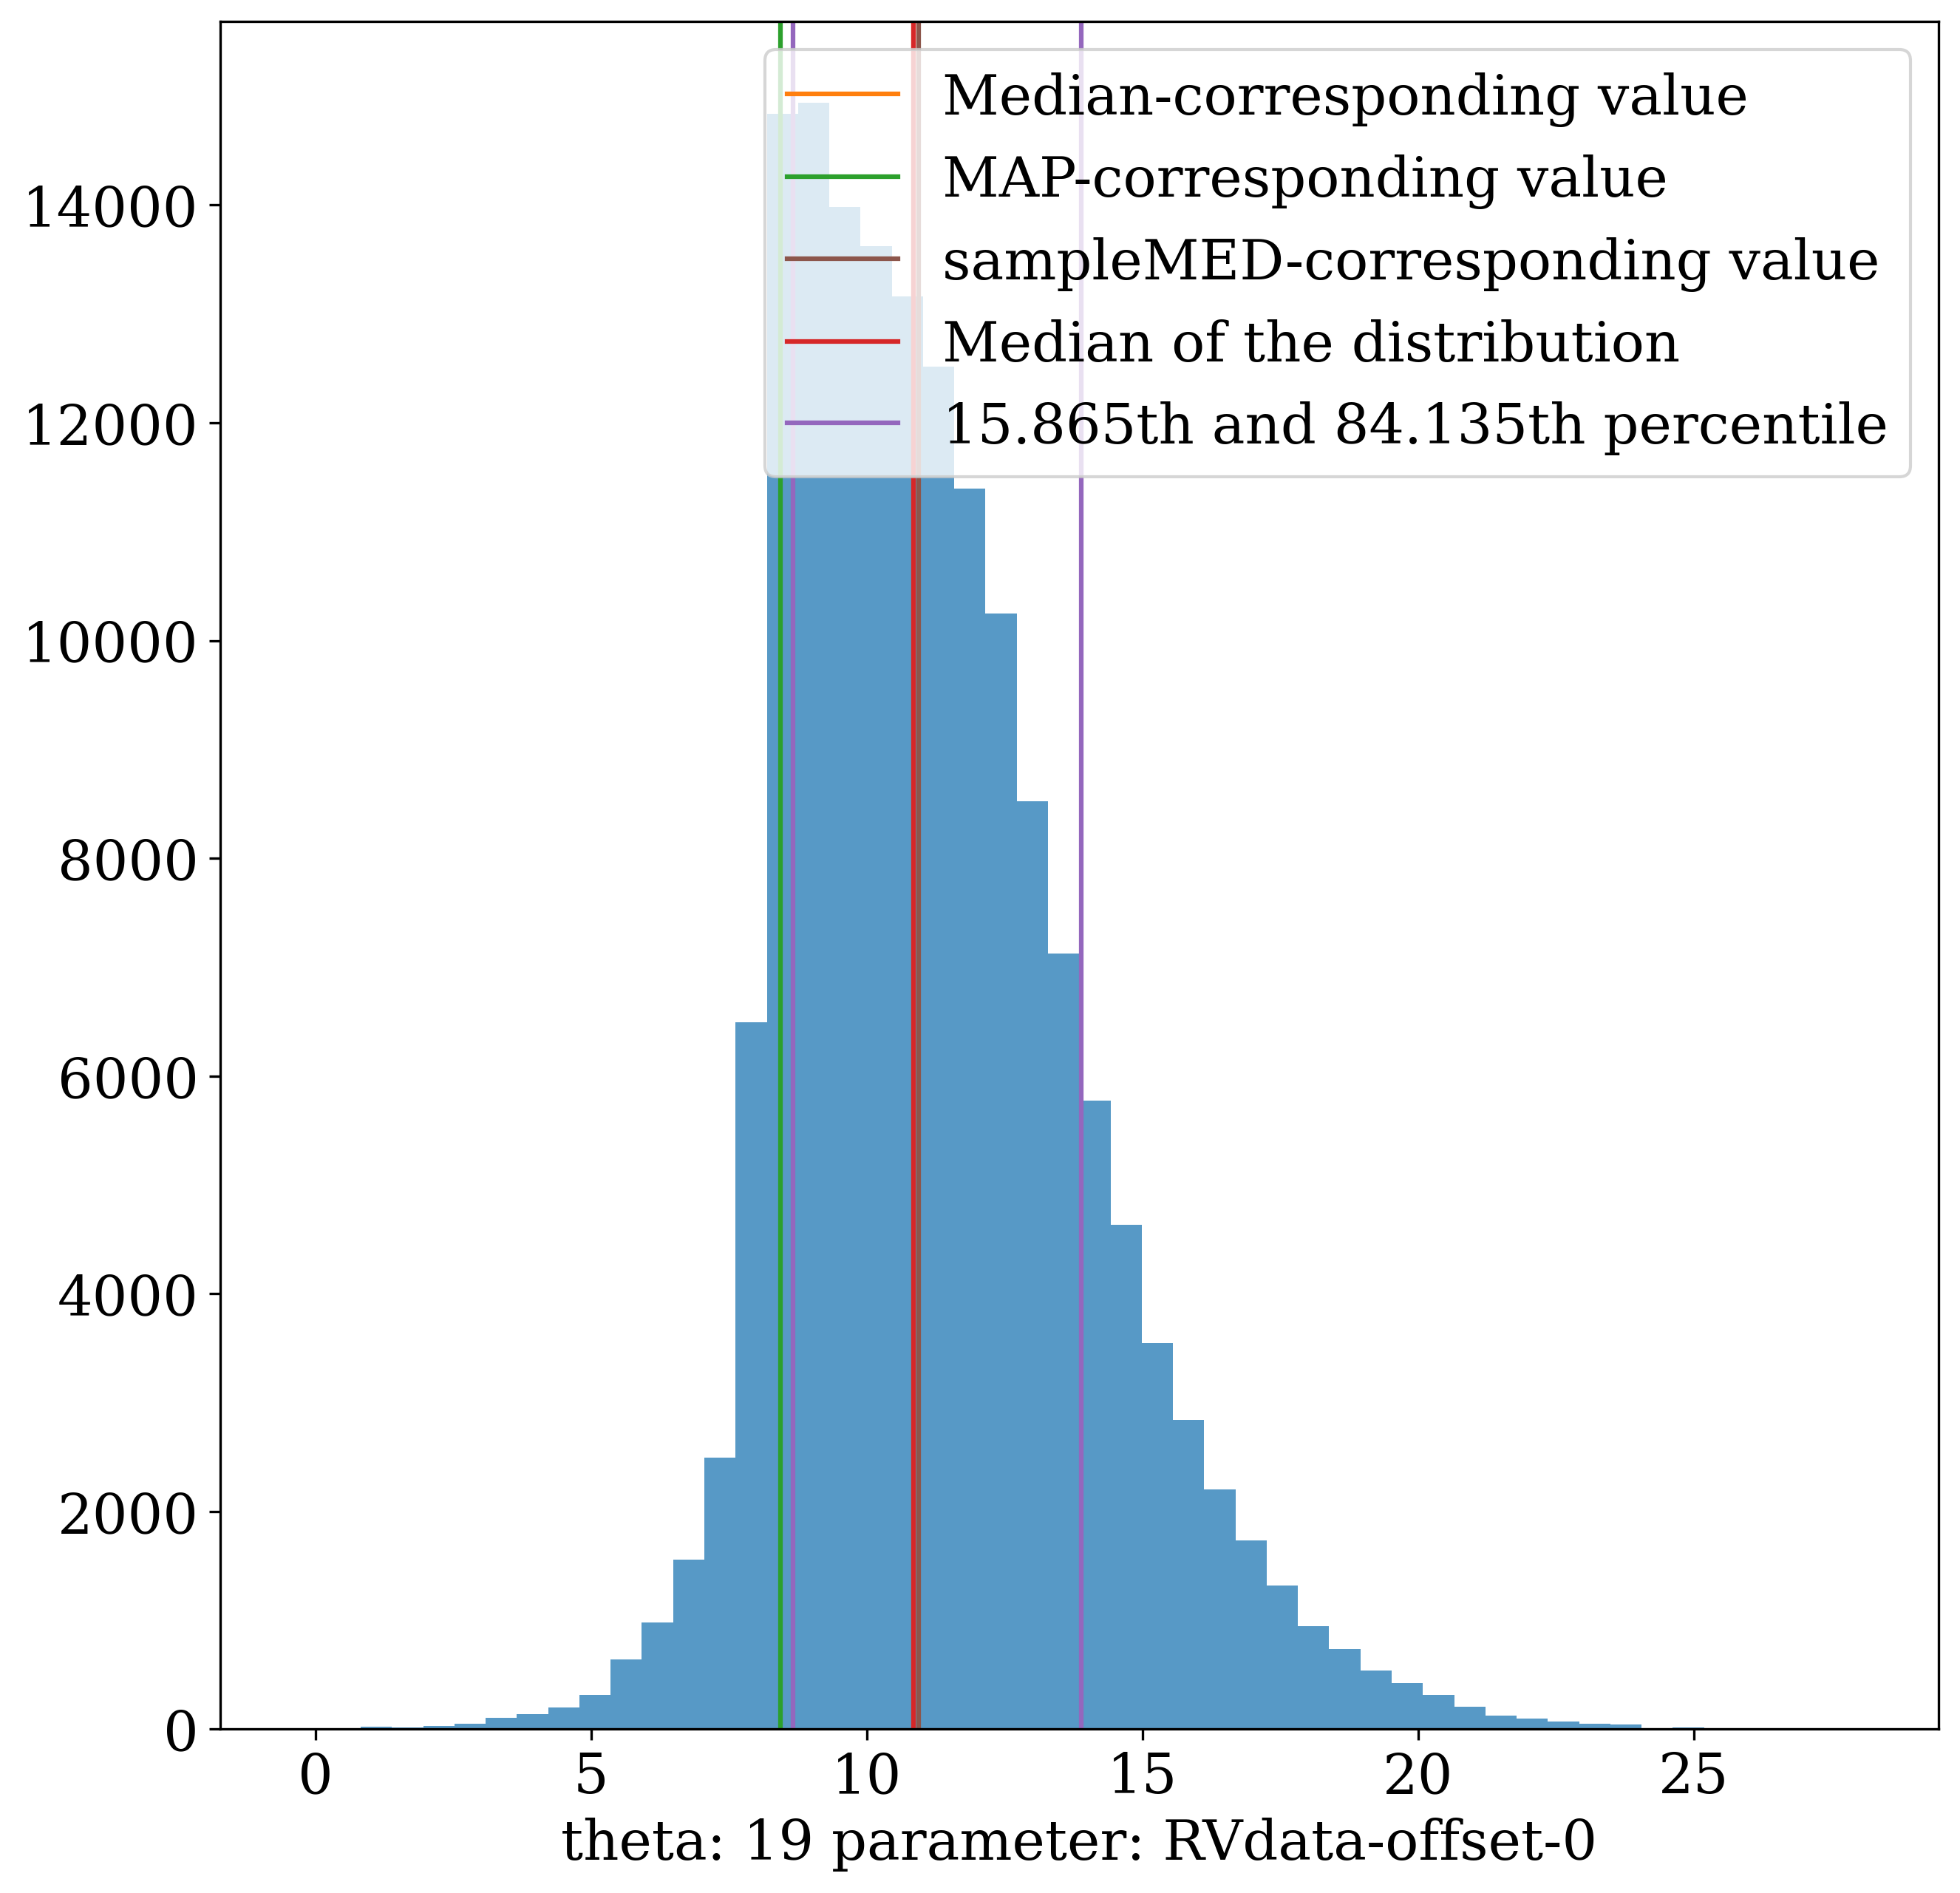 Median-corresponding value
MAP-corresponding value
sampleMED-corresponding value
Median of the distribution
15.865th and 84.135th percentile
14000
12000
10000
8000
6000
4000
2000
0
0 5 10 15 20 25
theta: 19 parameter: RVdata-offset-0